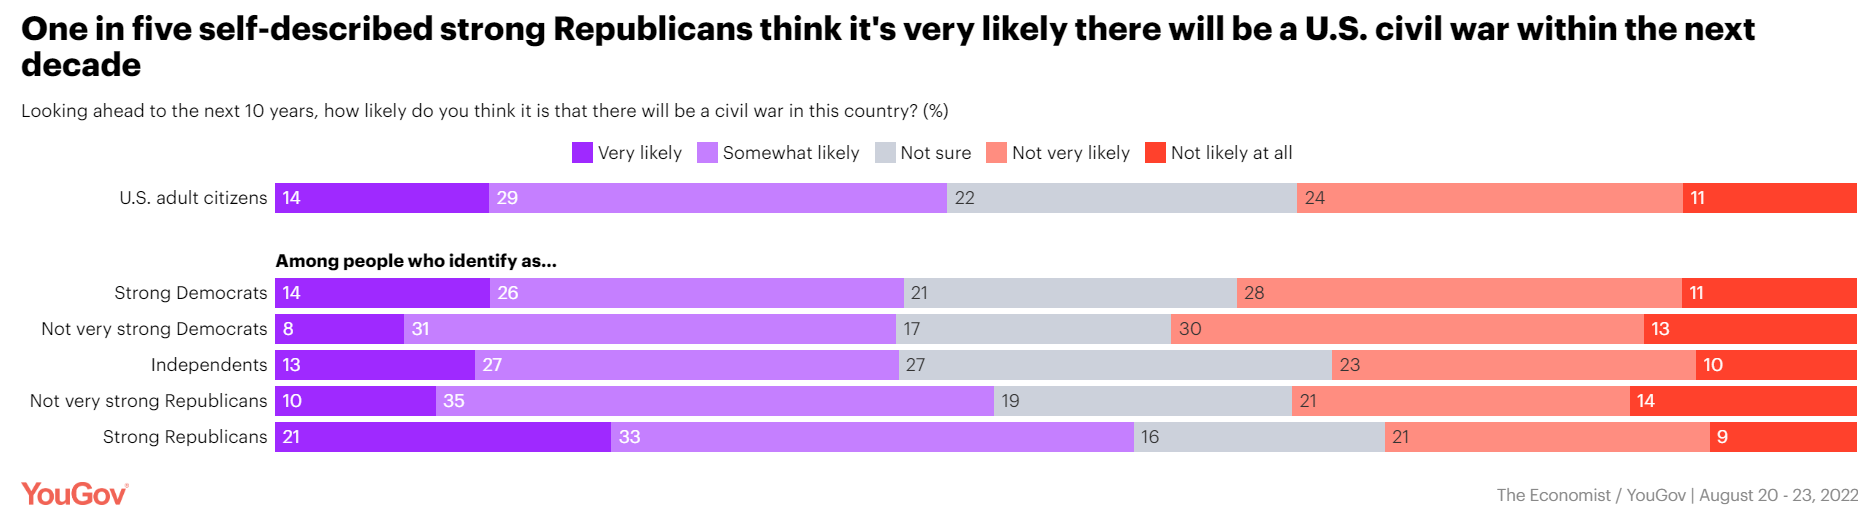 One in five self-described strong Republicans think it's very likely there will be a U.S. civil war within the next
decade
Looking ahead to the next 10 years, how likely do you think it is that there will be a civil war in this country? (%)
Very likely Somewhat likely Not sure Not very likely Not likely at all
U.S. adult citizens 14 29 22 24 11
Among people who identify as...
Strong Democrats 14 26 21 28 11
Not very strong Democrats 8 31 17 30 13
Independents 13 27 27 23 10
Not very strong Republicans 10 35 19 21 14
Strong Republicans 21 33 16 21 9
YouGov The Economist / YouGov | August 20 - 23, 2022